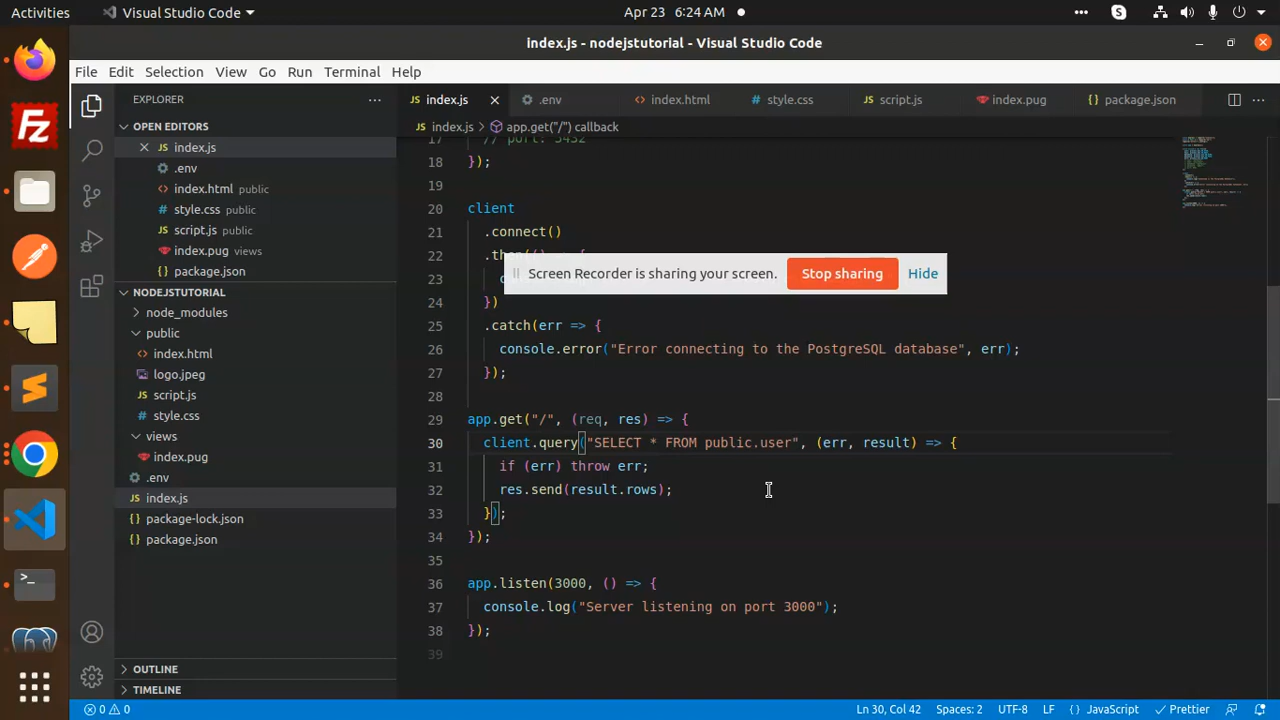 Activities
Visual Studio Code
Apr 23 6:24 AM
index.js - nodejstutorial - Visual Studio Code
File Edit Selection View Go Run Terminal Help
EXPLORER
JS index.js
.env
<> index.html
# style.css
JS script.js
index.pug
{} package.json
JS index.js > app.get("/") callback
OPEN EDITORS
JS index.js
.env
<> index.html public
# style.css public
JS script.js public
index.pug views
{} package.json
NODEJSTUTORIAL
node_modules
public
<> index.html
logo.jpeg
JS script.js
# style.css
views
index.pug
.env
JS index.js
{} package-lock.json
{} package.json
OUTLINE
TIMELINE
17 // port: 5432
18 });
19
20 client
21 .connect()
22
23
24 })
25 .catch(err => {
26 console.error("Error connecting to the PostgreSQL database", err);
27 });
28
29 app.get("/", (req, res) => {
30 client.query("SELECT * FROM public.user", (err, result) => {
31 if (err) throw err;
32 res.send(result.rows);
33 });
34 });
35
36 app.listen(3000, () => {
37 console.log("Server listening on port 3000");
38 });
39
Screen Recorder is sharing your screen. Stop sharing Hide
0 0
Ln 30, Col 42 Spaces: 2 UTF-8 LF {} JavaScript Prettier